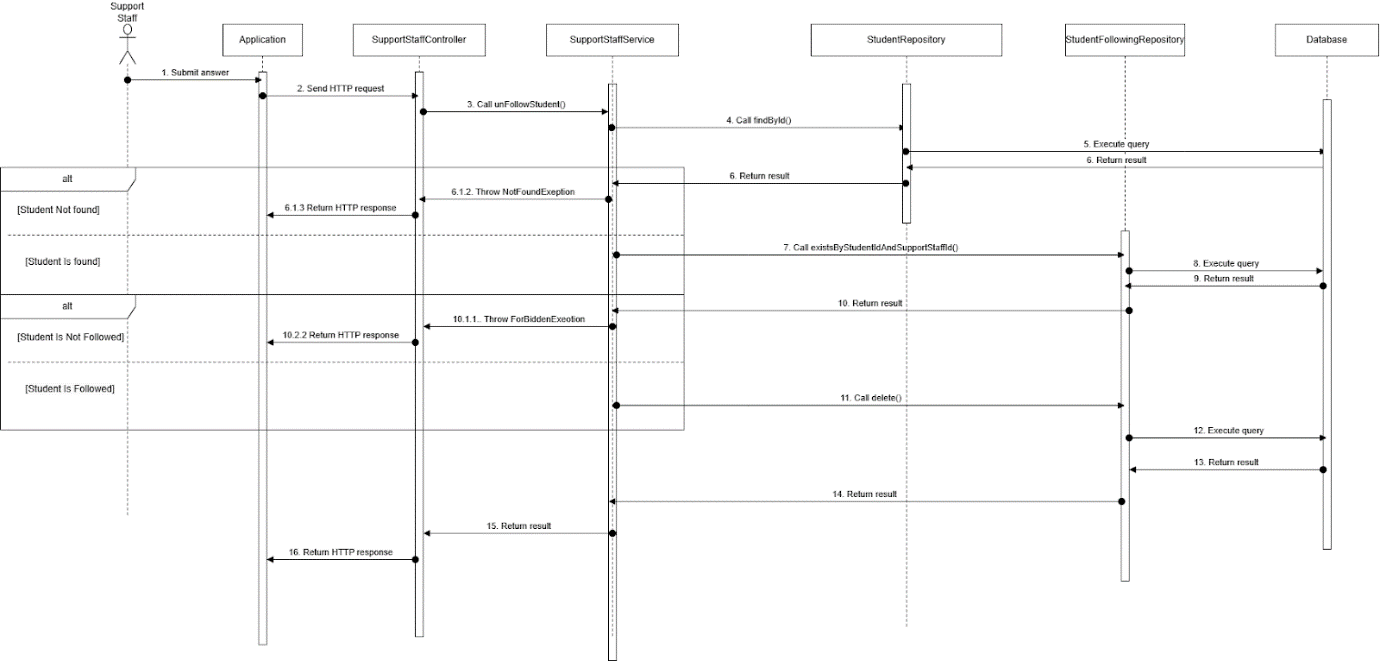 Support
Staff
Application
SupportStaffController
SupportStaffService
StudentRepository
StudentFollowingRepository
Database
1. Submit answer
2. Send HTTP request
3. Call unFollowStudent()
4. Call findById()
5. Execute query
6. Return result
6. Return result
alt
6.1.2. Throw NotFoundExeption
[Student Not found]
6.1.3 Return HTTP response
7. Call existsByStudentIdAndSupportStaffId()
[Student Is found]
8. Execute query
9. Return result
alt
10. Return result
10.1.1.. Throw ForBiddenExeotion
[Student Is Not Followed]
10.2.2 Return HTTP response
[Student Is Followed]
11. Call delete()
12. Execute query
13. Return result
14. Return result
15. Return result
16. Return HTTP response